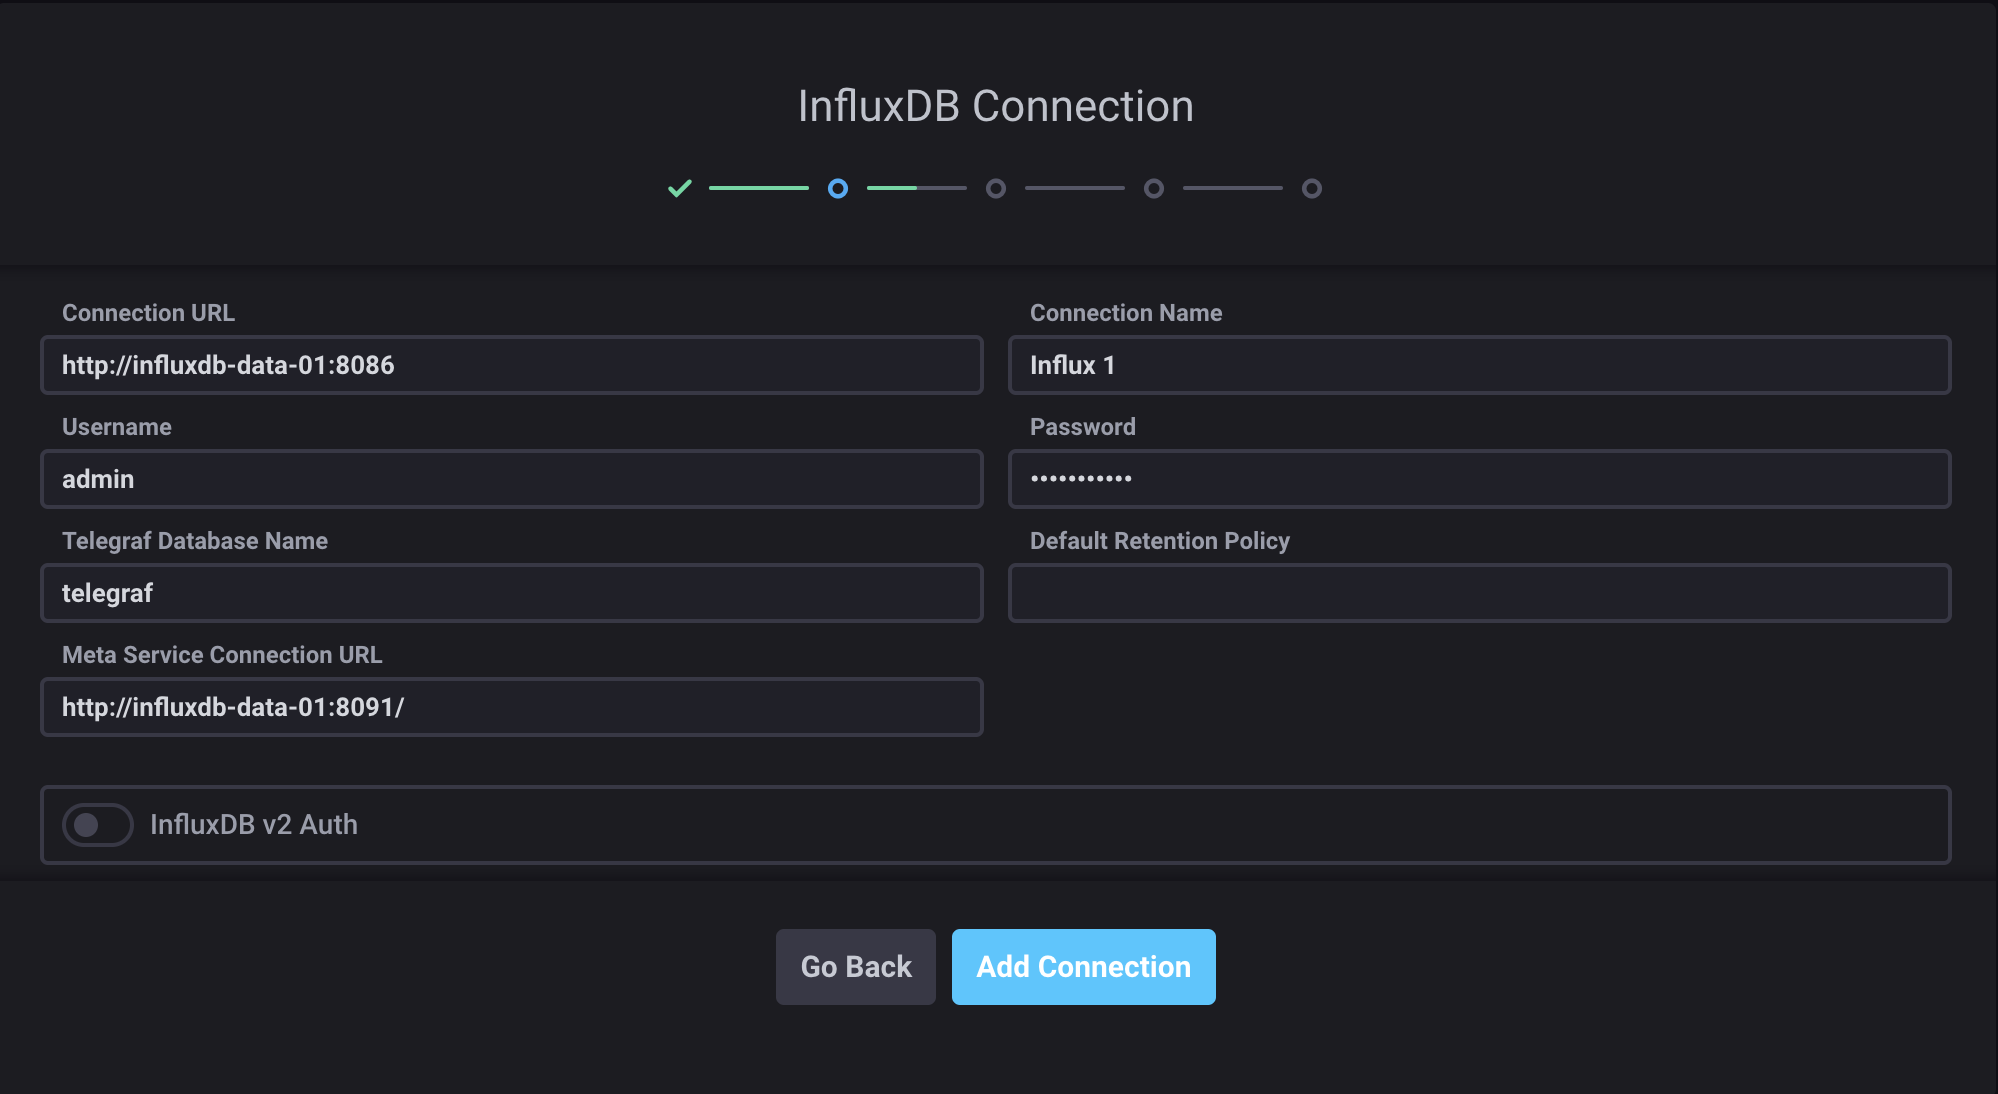 InfluxDB Connection
Connection URL
http://influxdb-data-01:8086
Connection Name
Influx 1
Username
admin
Password
•••••••••••
Telegraf Database Name
telegraf
Default Retention Policy
Meta Service Connection URL
http://influxdb-data-01:8091/
InfluxDB v2 Auth
Go Back
Add Connection